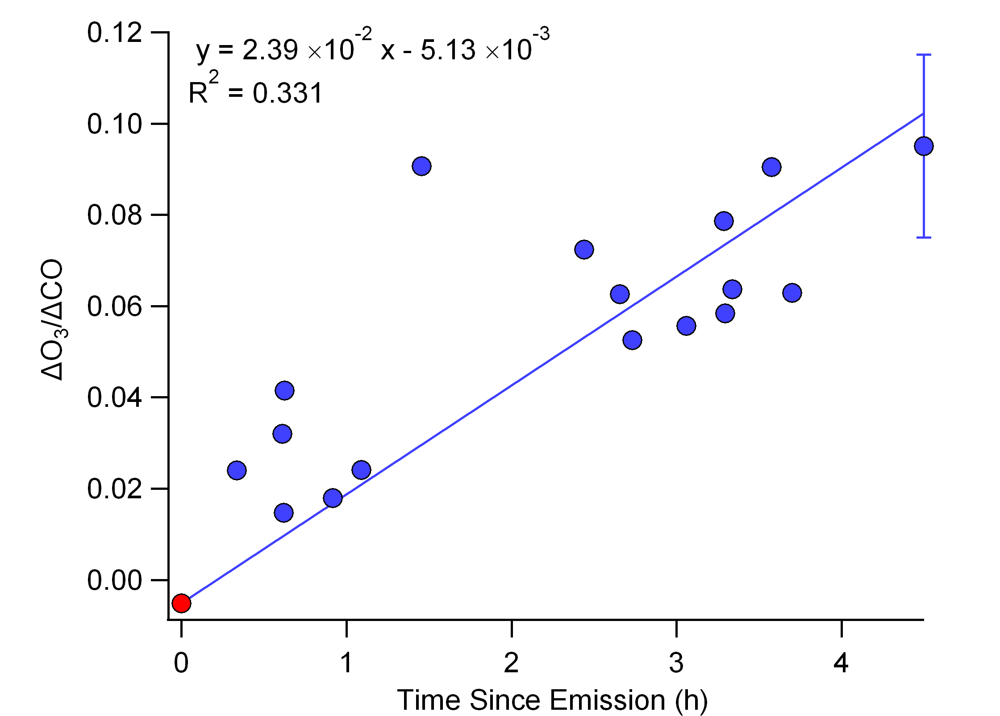 y = 2.39 ×10⁻² x - 5.13 ×10⁻³
R² = 0.331
0.12
0.10
0.08
0.06
0.04
0.02
0.00
ΔO₃/ΔCO
0 1 2 3 4
Time Since Emission (h)